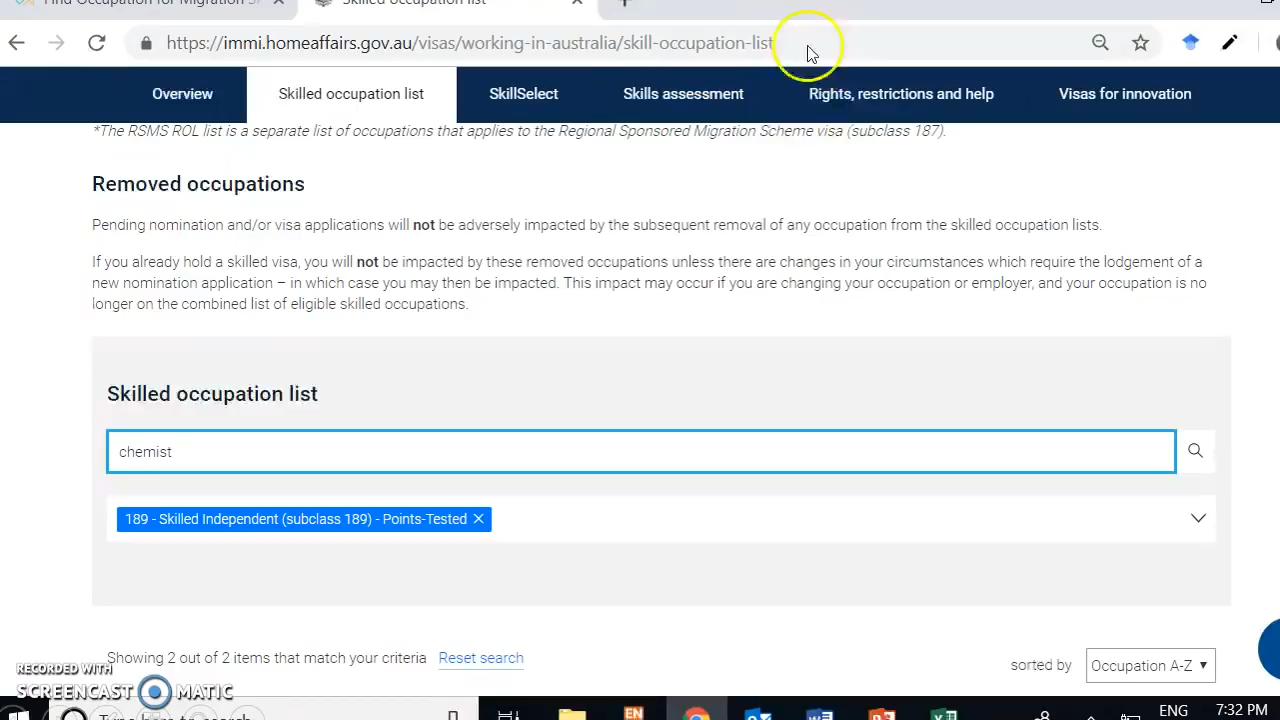 Find Occupation for Migration S
Skilled occupation list
https://immi.homeaffairs.gov.au/visas/working-in-australia/skill-occupation-list
Overview
Skilled occupation list
SkillSelect
Skills assessment
Rights, restrictions and help
Visas for innovation
*The RSMS ROL list is a separate list of occupations that applies to the Regional Sponsored Migration Scheme visa (subclass 187).
Removed occupations
Pending nomination and/or visa applications will not be adversely impacted by the subsequent removal of any occupation from the skilled occupation lists.
If you already hold a skilled visa, you will not be impacted by these removed occupations unless there are changes in your circumstances which require the lodgement of a
new nomination application – in which case you may then be impacted. This impact may occur if you are changing your occupation or employer, and your occupation is no
longer on the combined list of eligible skilled occupations.
Skilled occupation list
chemist
189 - Skilled Independent (subclass 189) - Points-Tested
Showing 2 out of 2 items that match your criteria Reset search
sorted by Occupation A-Z
RECORDED WITH
SCREENCAST MATIC
Type here to search
EN
ENG
7:32 PM